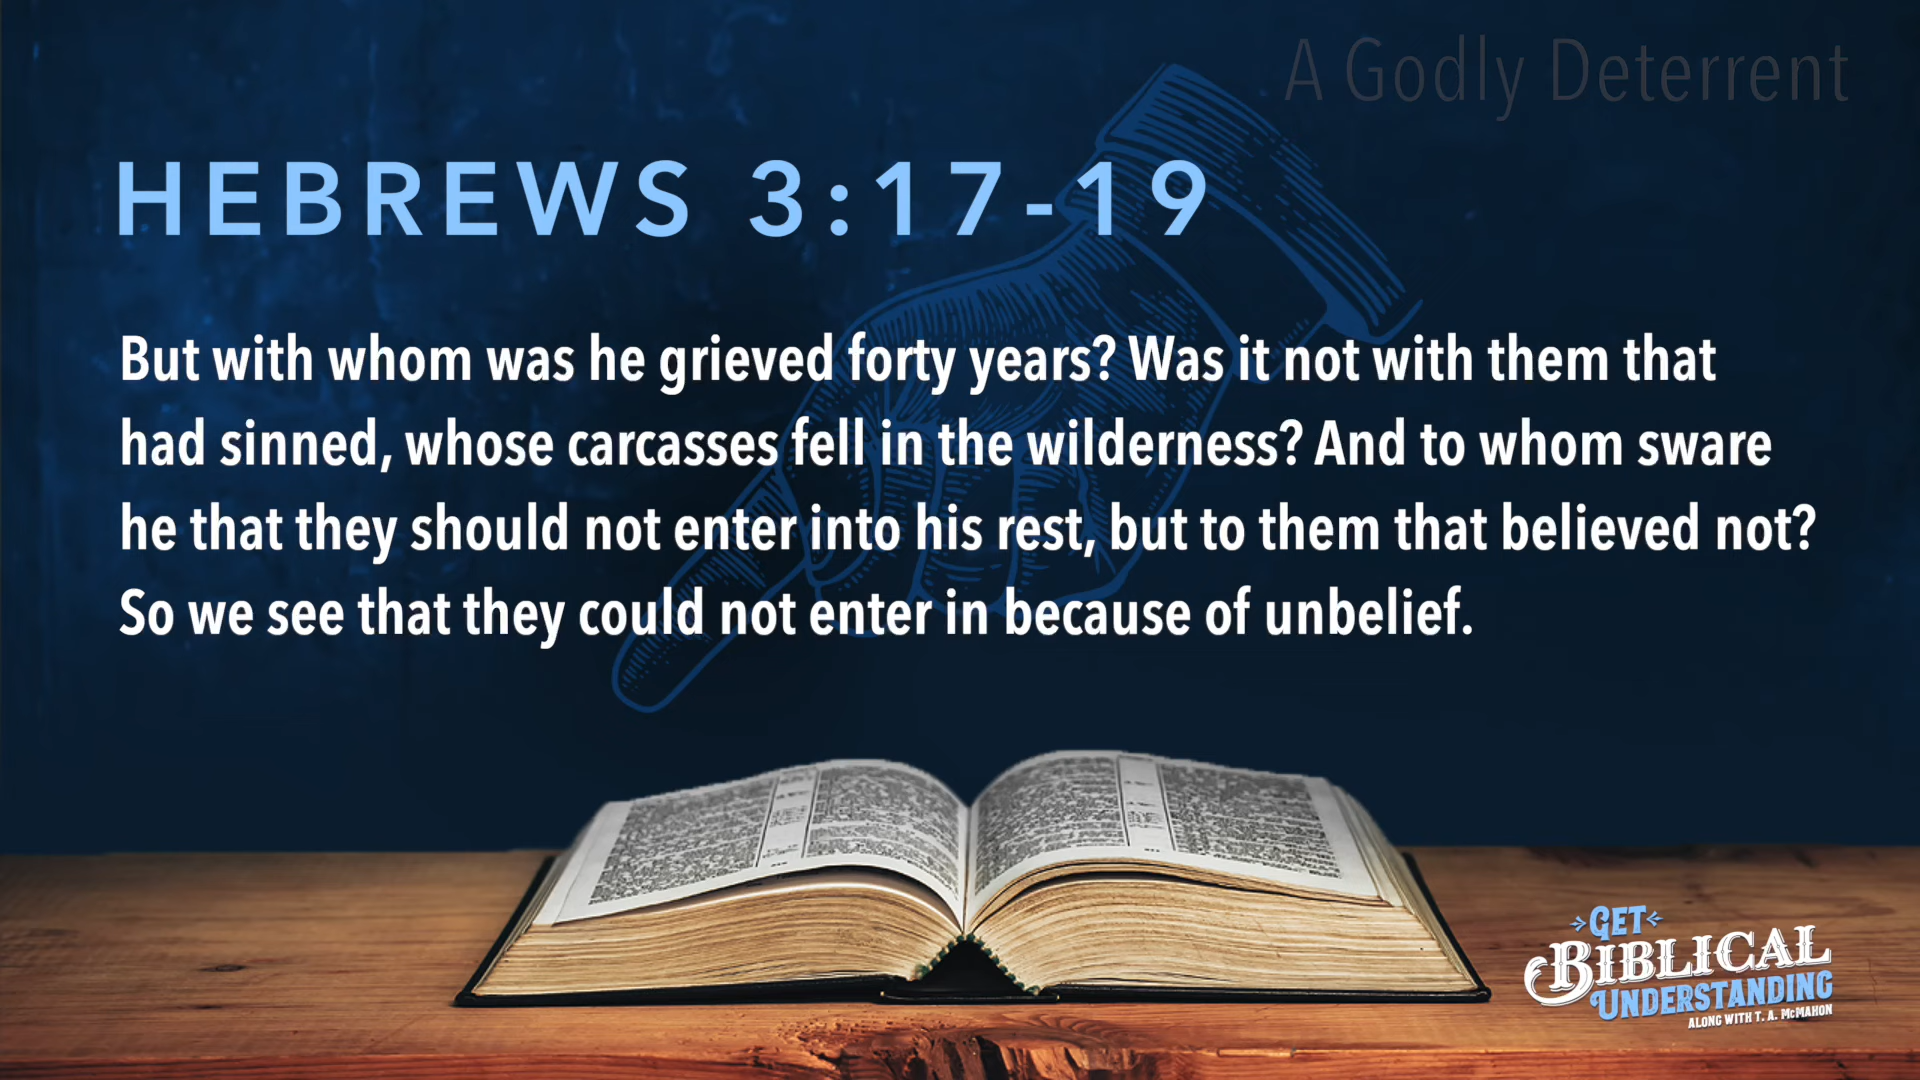 A Godly Deterrent
HEBREWS 3:17-19
But with whom was he grieved forty years? Was it not with them that
had sinned, whose carcasses fell in the wilderness? And to whom sware
he that they should not enter into his rest, but to them that believed not?
So we see that they could not enter in because of unbelief.
GET
BIBLICAL
UNDERSTANDING
ALONG WITH T. A. McMAHON